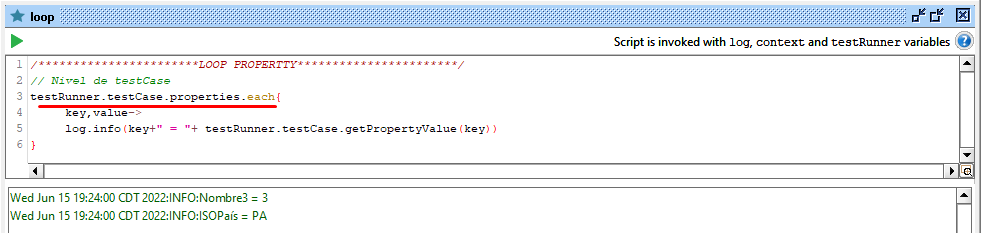 loop
Script is invoked with log, context and testRunner variables
1 /***********************LOOP PROPERTTY***********************/
2 // Nivel de testCase
3 testRunner.testCase.properties.each{
4 key,value->
5 log.info(key+" = "+ testRunner.testCase.getPropertyValue(key))
6 }
Wed Jun 15 19:24:00 CDT 2022:INFO:Nombre3 = 3
Wed Jun 15 19:24:00 CDT 2022:INFO:ISOPaís = PA